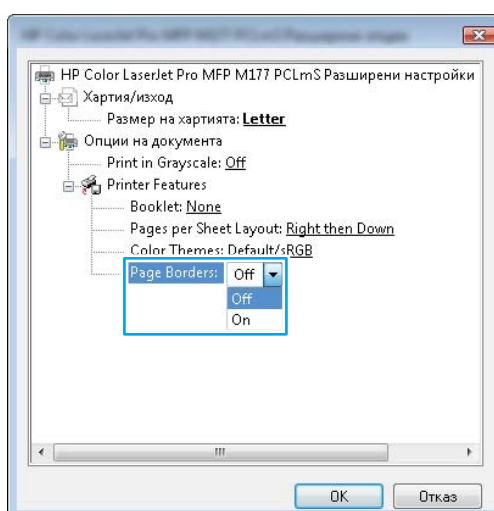 HP Color LaserJet Pro MFP M177 PCLmS Разширени настройки
Хартия/изход
Размер на хартията: Letter
Опции на документа
Print in Grayscale: Off
Printer Features
Booklet: None
Pages per Sheet Layout: Right then Down
Color Themes: Default/sRGB
Page Borders: Off
Off
On
OK Отказ